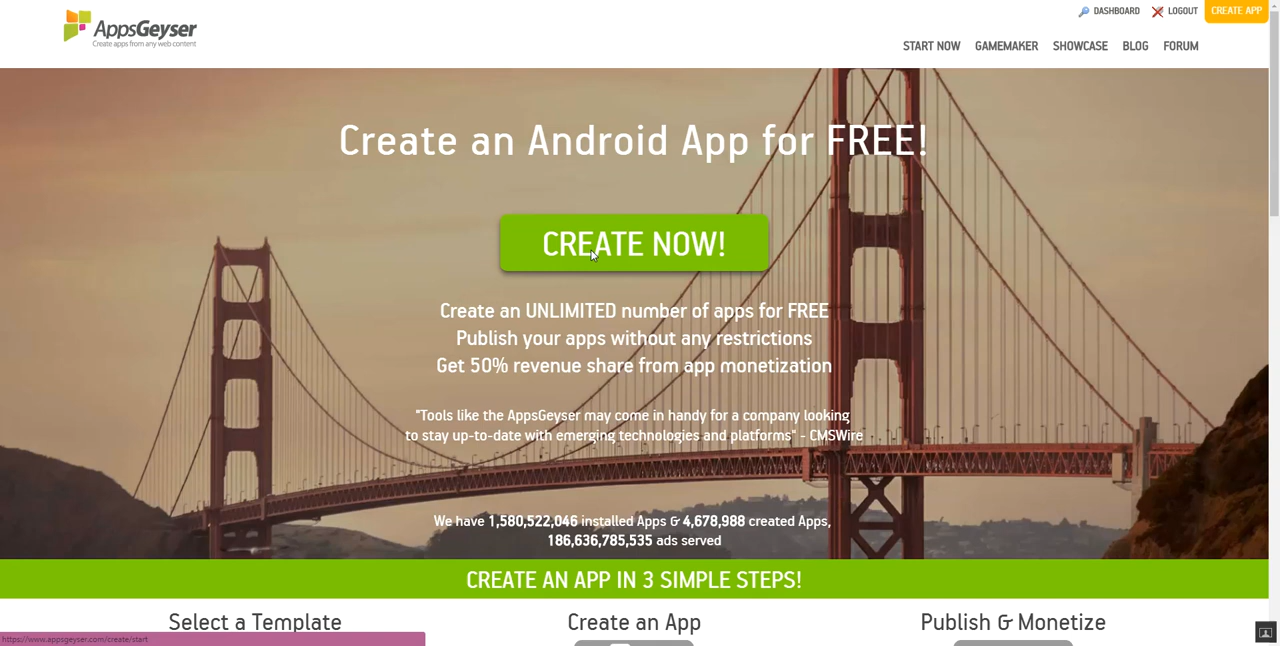 AppsGeyser
Create apps from any web content
DASHBOARD
LOGOUT
CREATE APP
START NOW
GAMEMAKER
SHOWCASE
BLOG
FORUM
Create an Android App for FREE!
CREATE NOW!
Create an UNLIMITED number of apps for FREE
Publish your apps without any restrictions
Get 50% revenue share from app monetization
"Tools like the AppsGeyser may come in handy for a company looking
to stay up-to-date with emerging technologies and platforms" - CMSWire
We have 1,580,522,046 installed Apps & 4,678,988 created Apps,
186,636,785,535 ads served
CREATE AN APP IN 3 SIMPLE STEPS!
Select a Template
Create an App
Publish & Monetize
https://www.appsgeyser.com/create/start